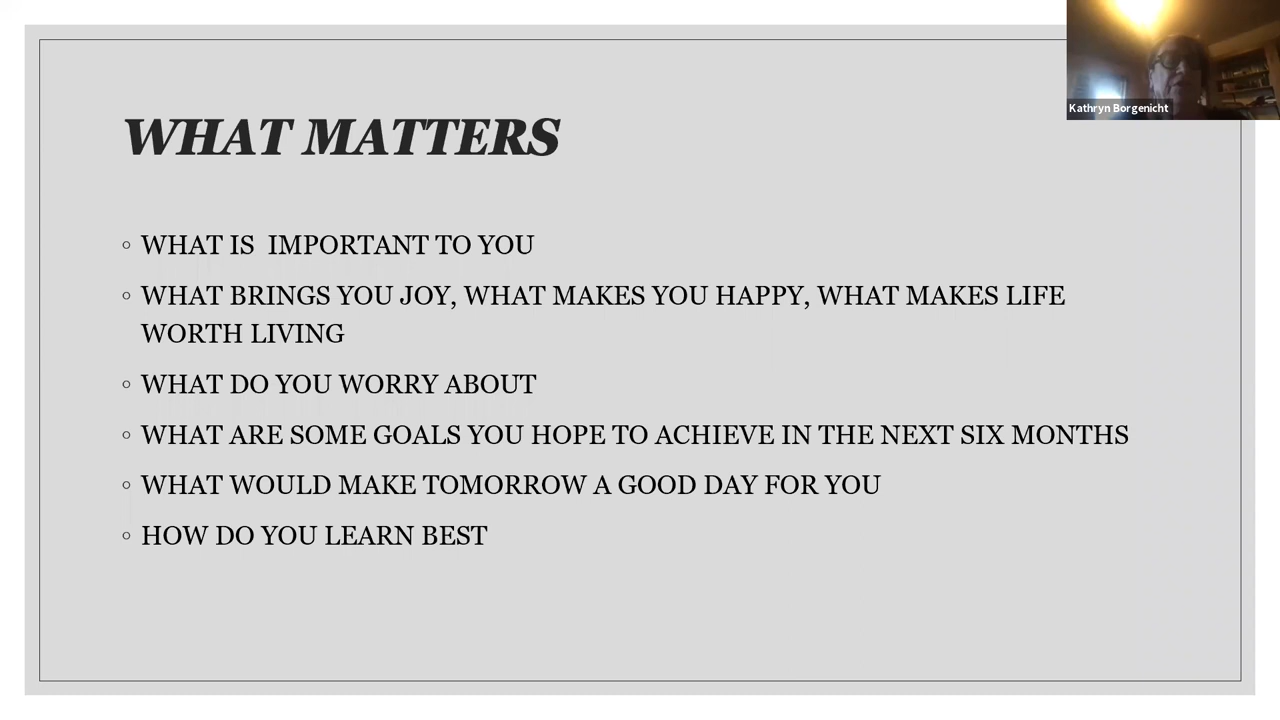 Kathryn Borgenicht
WHAT MATTERS
WHAT IS  IMPORTANT TO YOU
WHAT BRINGS YOU JOY, WHAT MAKES YOU HAPPY, WHAT MAKES LIFE
WORTH LIVING
WHAT DO YOU WORRY ABOUT
WHAT ARE SOME GOALS YOU HOPE TO ACHIEVE IN THE NEXT SIX MONTHS
WHAT WOULD MAKE TOMORROW A GOOD DAY FOR YOU
HOW DO YOU LEARN BEST